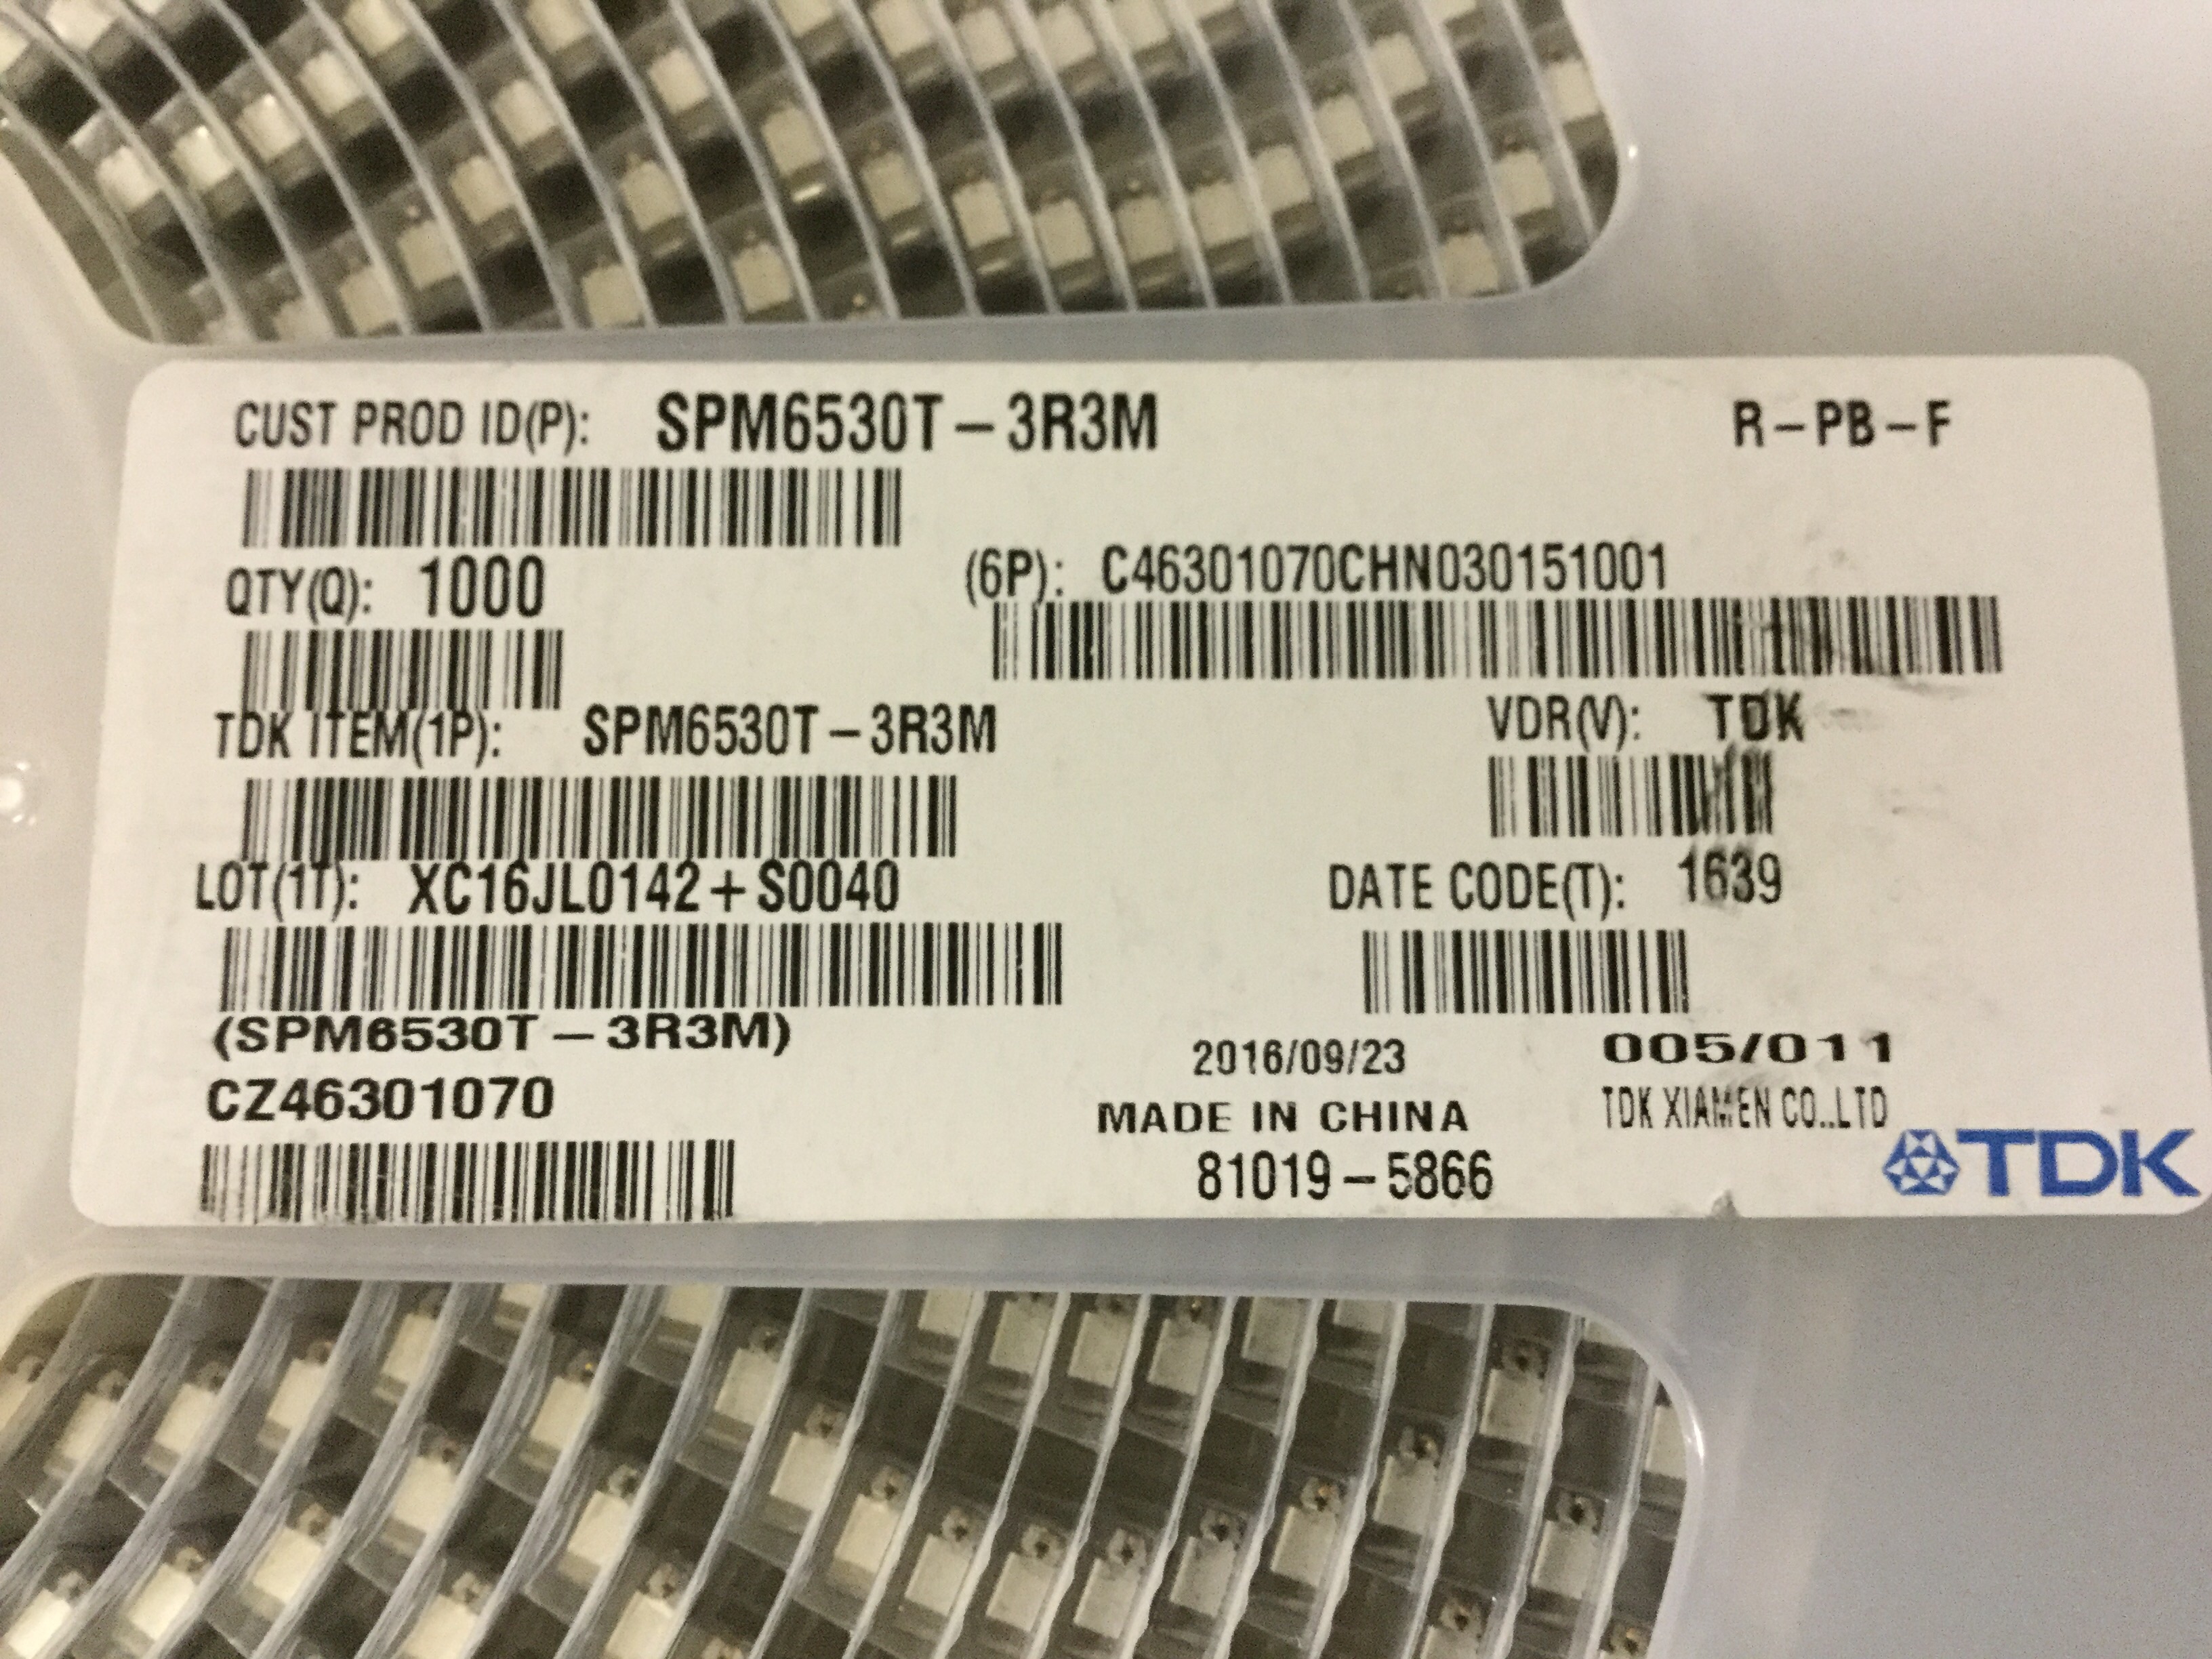 CUST PROD ID(P): SPM6530T-3R3M R-PB-F
QTY(Q): 1000 (6P): C46301070CHN030151001
TDK ITEM(1P): SPM6530T-3R3M VDR(V): TDK
LOT(1T): XC16JL0142+S0040 DATE CODE(T): 1639
(SPM6530T-3R3M) 2016/09/23 005/011
CZ46301070 MADE IN CHINA TDK XIAMEN CO.,LTD
81019-5866 TDK